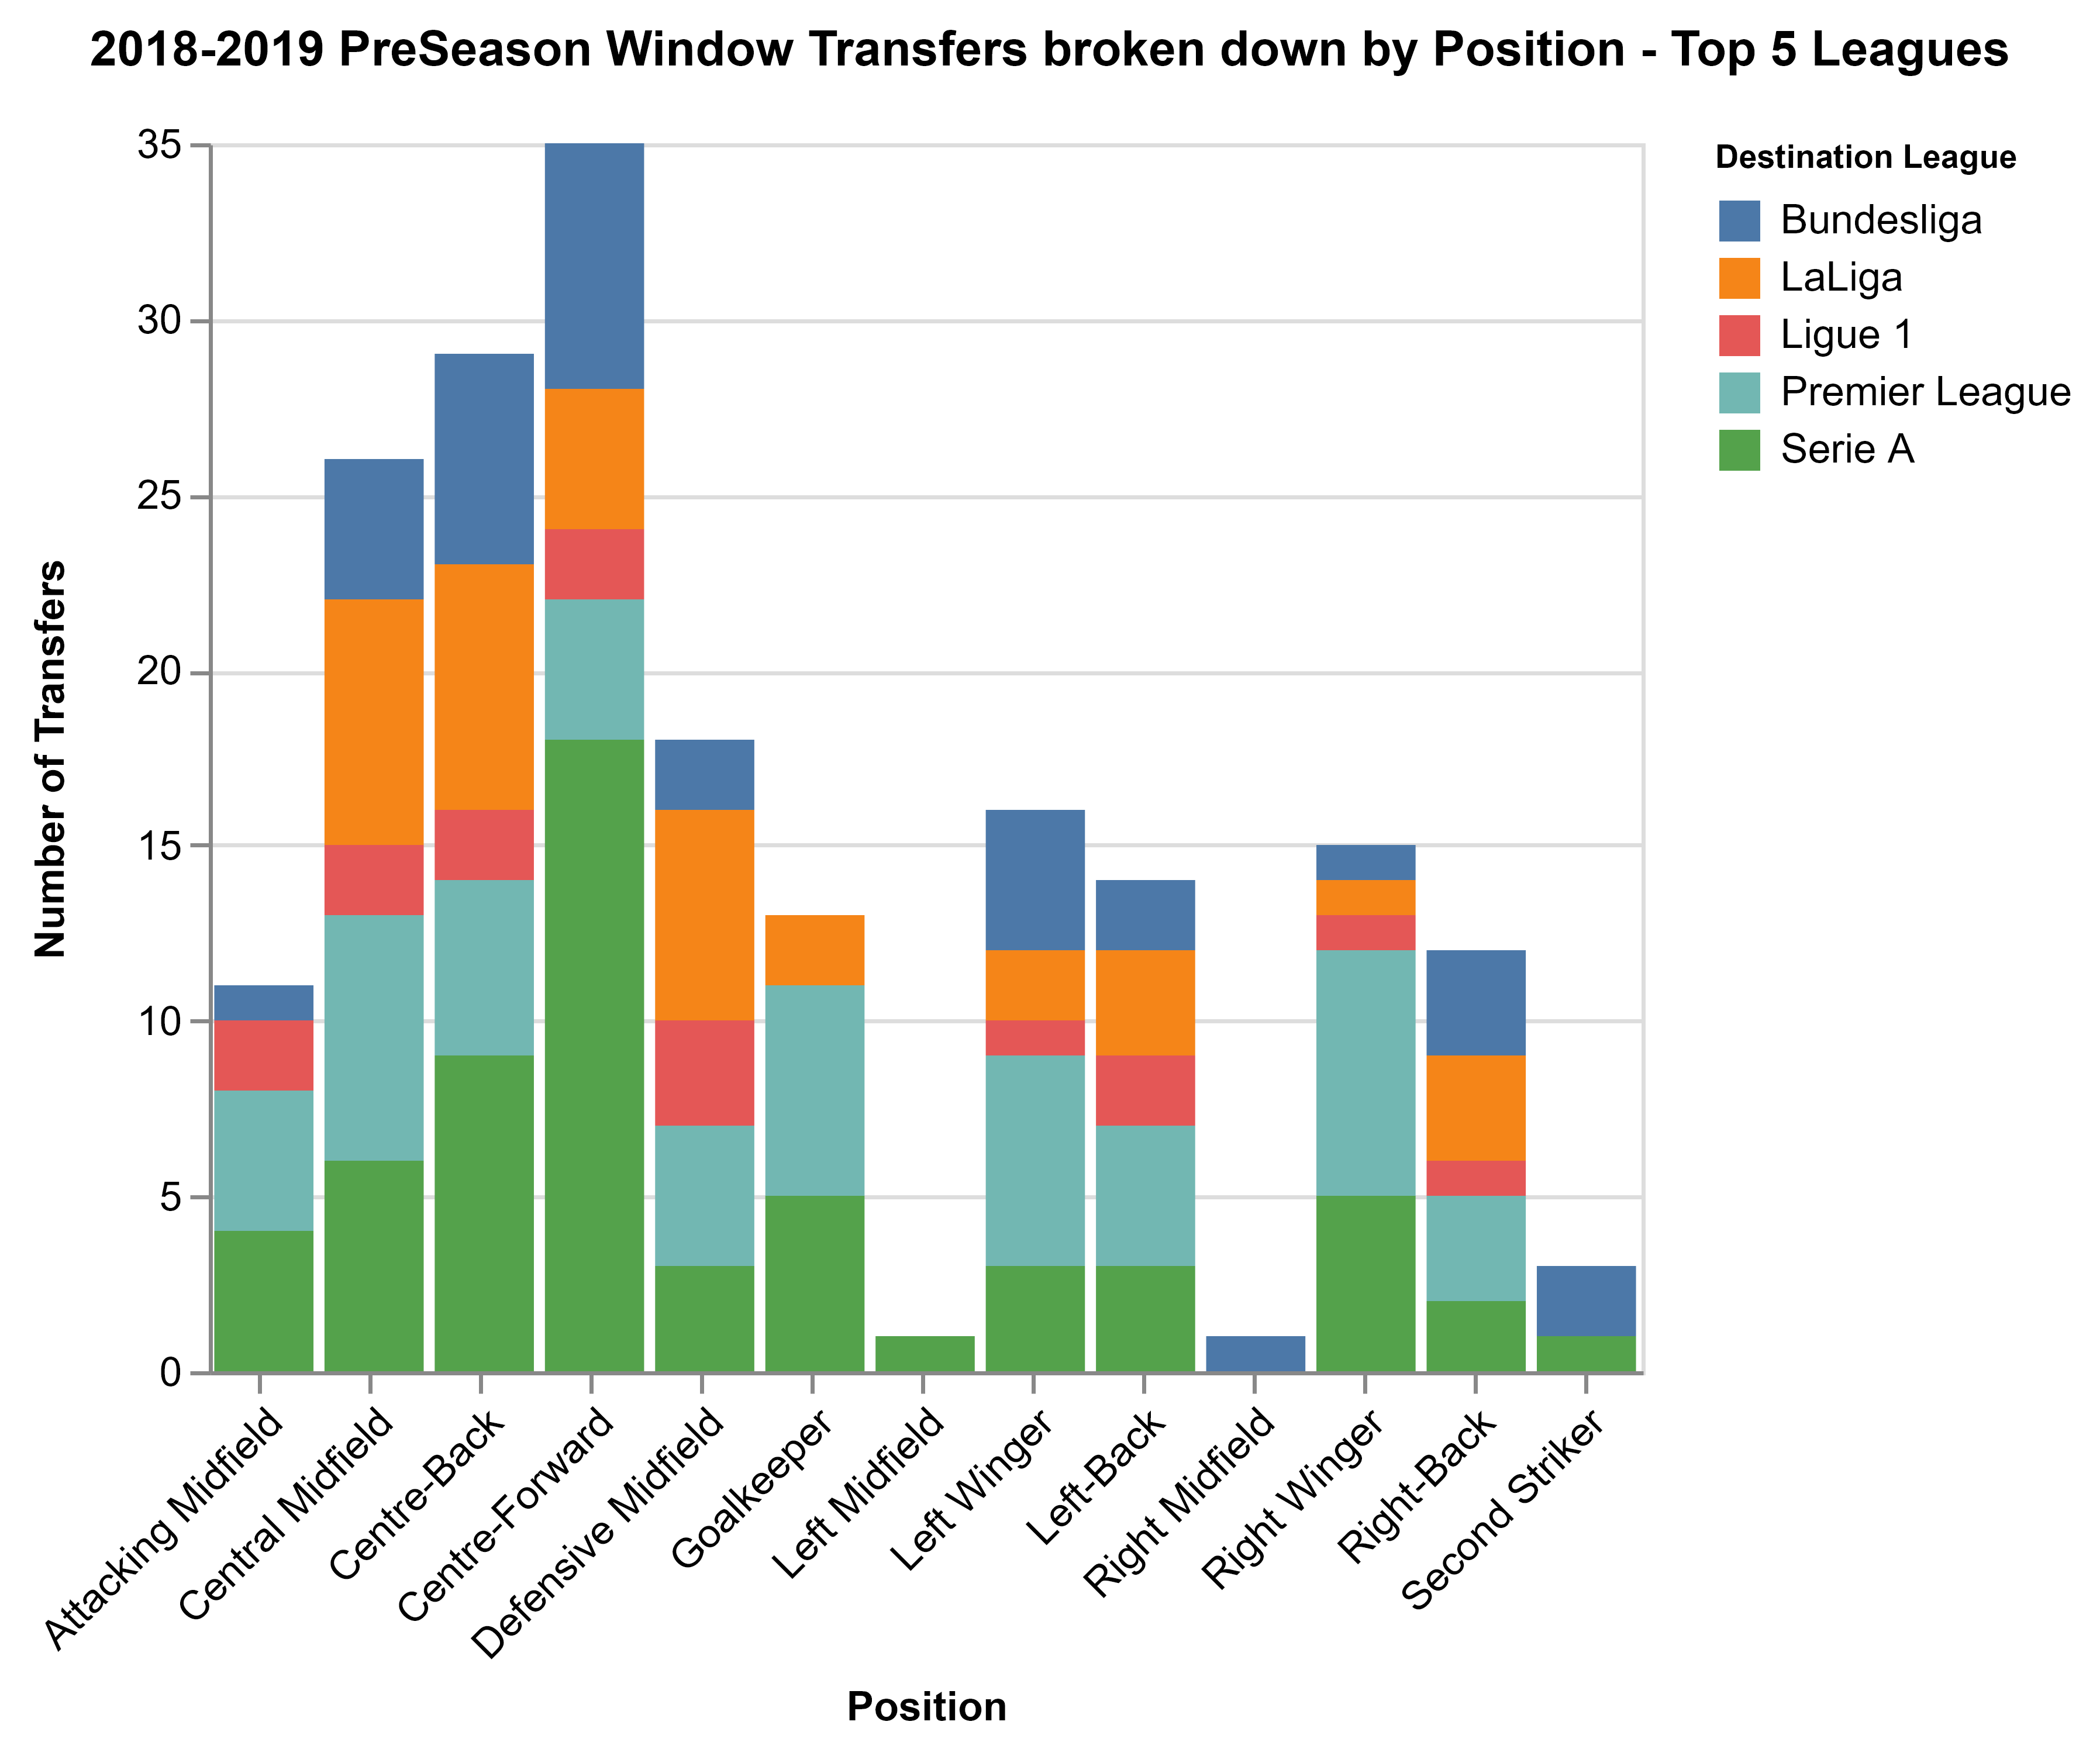 2018-2019 PreSeason Window Transfers broken down by Position - Top 5 Leagues
Destination League
Bundesliga
LaLiga
Ligue 1
Premier League
Serie A
Number of Transfers
35
30
25
20
15
10
5
0
Attacking Midfield
Central Midfield
Centre-Back
Centre-Forward
Defensive Midfield
Goalkeeper
Left Midfield
Left Winger
Left-Back
Right Midfield
Right Winger
Right-Back
Second Striker
Position